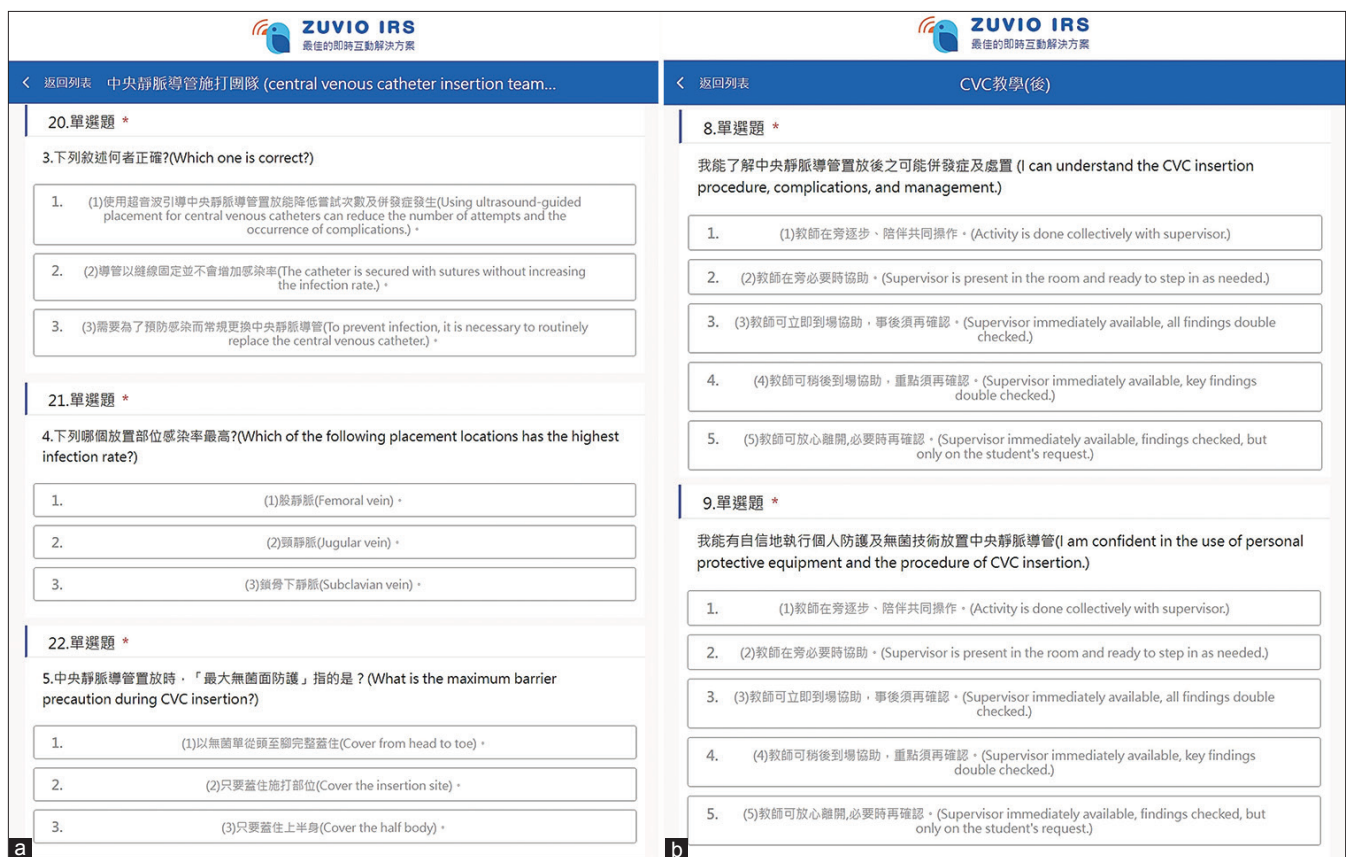 ZUVIO IRS
最佳的即時互動解決方案
返回列表 中央靜脈導管施打團隊 (central venous catheter insertion team...
20.單選題 *
3.下列敘述何者正確?(Which one is correct?)
1. (1)使用超音波引導中央靜脈導管置放能降低嘗試次數及併發症發生(Using ultrasound-guided
placement for central venous catheters can reduce the number of attempts and the
occurrence of complications.)。
2. (2)導管以縫線固定並不會增加感染率(The catheter is secured with sutures without increasing
the infection rate.)。
3. (3)需要為了預防感染而常規更換中央靜脈導管(To prevent infection, it is necessary to routinely
replace the central venous catheter.)。
21.單選題 *
4.下列哪個放置部位感染率最高?(Which of the following placement locations has the highest
infection rate?)
1. (1)股靜脈(Femoral vein)。
2. (2)頸靜脈(Jugular vein)。
3. (3)鎖骨下靜脈(Subclavian vein)。
22.單選題 *
5.中央靜脈導管置放時,「最大無菌面防護」指的是?(What is the maximum barrier
precaution during CVC insertion?)
1. (1)以無菌單從頭至腳完整蓋住(Cover from head to toe)。
2. (2)只要蓋住施打部位(Cover the insertion site)。
3. (3)只要蓋住上半身(Cover the half body)。
a
ZUVIO IRS
最佳的即時互動解決方案
返回列表 CVC教學(後)
8.單選題 *
我能了解中央靜脈導管置放後之可能併發症及處置 (I can understand the CVC insertion
procedure, complications, and management.)
1. (1)教師在旁逐步、陪伴共同操作。(Activity is done collectively with supervisor.)
2. (2)教師在旁必要時協助。(Supervisor is present in the room and ready to step in as needed.)
3. (3)教師可立即到場協助,事後須再確認。(Supervisor immediately available, all findings double
checked.)
4. (4)教師可稍後到場協助,重點須再確認。(Supervisor immediately available, key findings
double checked.)
5. (5)教師可放心離開,必要時再確認。(Supervisor immediately available, findings checked, but
only on the student's request.)
9.單選題 *
我能有自信地執行個人防護及無菌技術放置中央靜脈導管(I am confident in the use of personal
protective equipment and the procedure of CVC insertion.)
1. (1)教師在旁逐步、陪伴共同操作。(Activity is done collectively with supervisor.)
2. (2)教師在旁必要時協助。(Supervisor is present in the room and ready to step in as needed.)
3. (3)教師可立即到場協助,事後須再確認。(Supervisor immediately available, all findings double
checked.)
4. (4)教師可稍後到場協助,重點須再確認。(Supervisor immediately available, key findings
double checked.)
5. (5)教師可放心離開,必要時再確認。(Supervisor immediately available, findings checked, but
only on the student's request.)
b